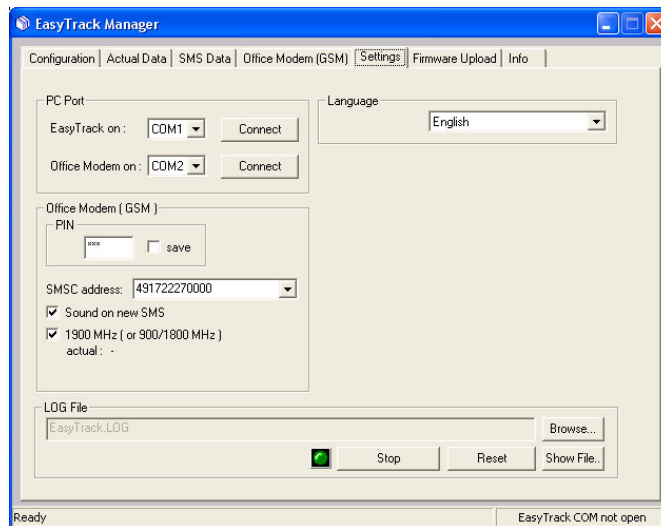 EasyTrack Manager
Configuration Actual Data SMS Data Office Modem (GSM) Settings Firmware Upload Info
PC Port
EasyTrack on : COM1 Connect
Office Modem on : COM2 Connect
Language
English
Office Modem ( GSM )
PIN
*** save
SMSC address: 491722270000
Sound on new SMS
1900 MHz ( or 900/1800 MHz )
actual : -
LOG File
EasyTrack.LOG Browse...
Stop Reset Show File..
Ready EasyTrack COM not open